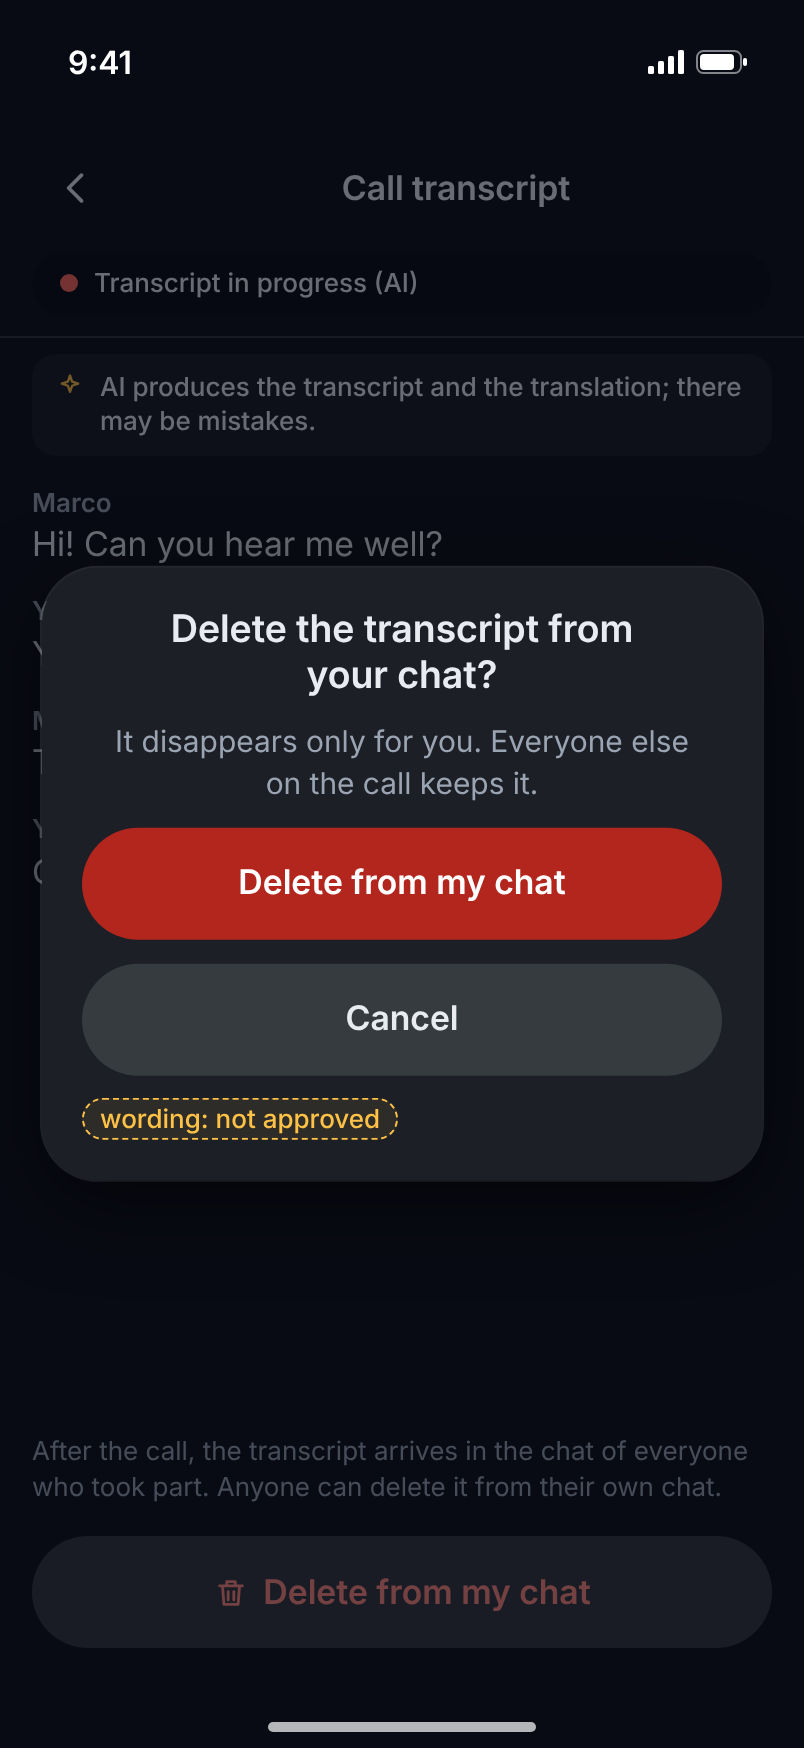 9:41
Call transcript
Transcript in progress (AI)
AI produces the transcript and the translation; there
may be mistakes.
Marco
Hi! Can you hear me well?
Delete the transcript from
your chat?
It disappears only for you. Everyone else
on the call keeps it.
Delete from my chat
Cancel
wording: not approved
After the call, the transcript arrives in the chat of everyone
who took part. Anyone can delete it from their own chat.
Delete from my chat